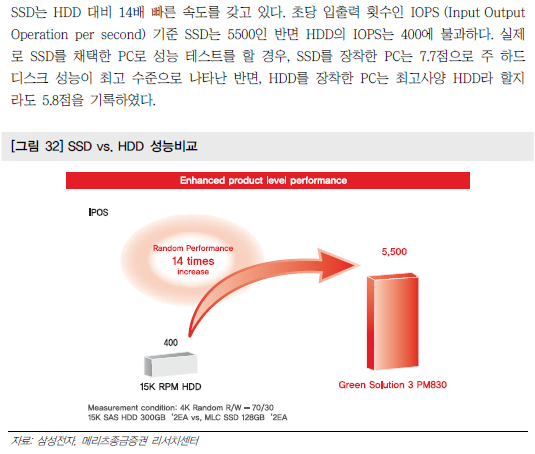 SSD는 HDD 대비 14배 빠른 속도를 갖고 있다. 초당 입출력 횟수인 IOPS (Input Output
Operation per second) 기준 SSD는 5500인 반면 HDD의 IOPS는 400에 불과하다. 실제
로 SSD를 채택한 PC로 성능 테스트를 할 경우, SSD를 장착한 PC는 7.7점으로 주 하드
디스크 성능이 최고 수준으로 나타난 반면, HDD를 장착한 PC는 최고사양 HDD라 할지
라도 5.8점을 기록하였다.
[그림 32] SSD vs. HDD 성능비교
Enhanced product level performance
IPOS
Random Performance
14 times
increase
5,500
400
15K RPM HDD
Green Solution 3 PM830
Measurement condition: 4K Random R/W – 70/30
15K SAS HDD 300GB ‘2EA vs, MLC SSD 128GB ‘2EA
자료: 삼성전자, 메리츠종금증권 리서치센터